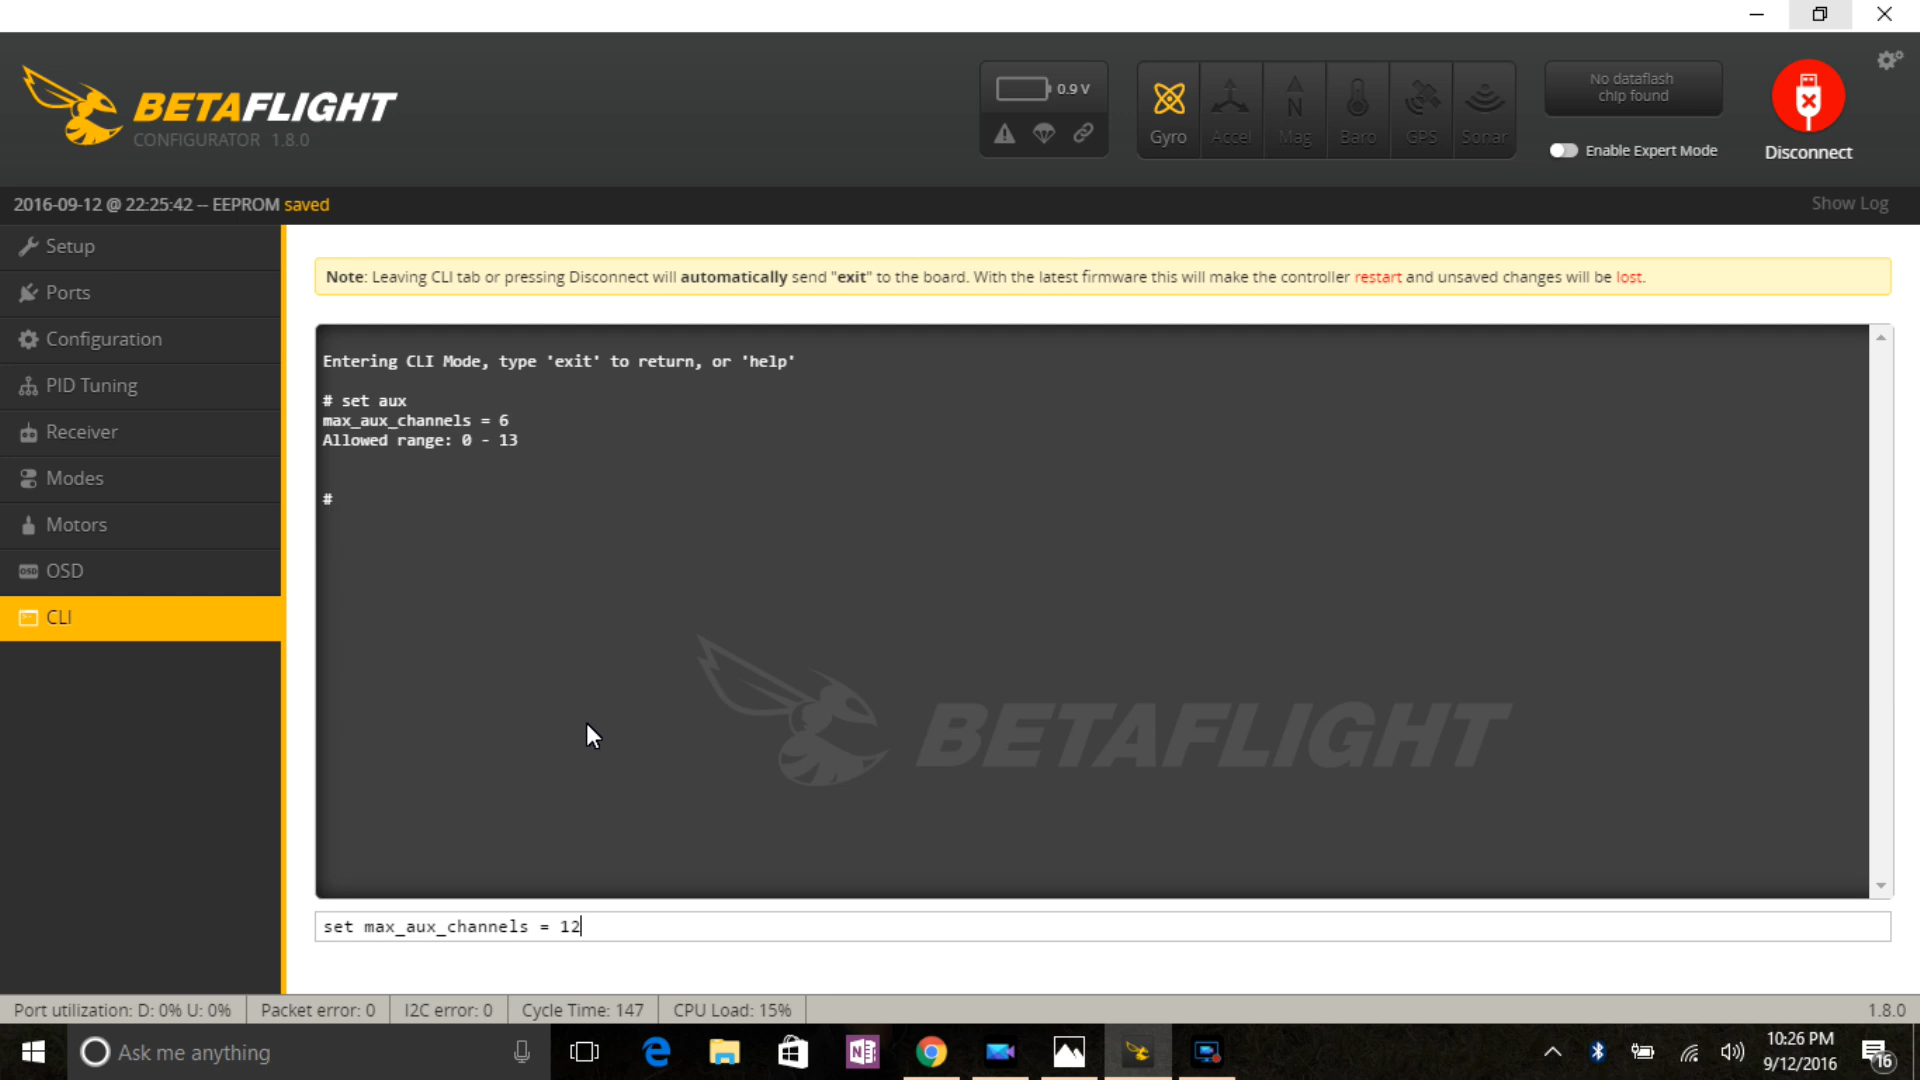 BETAFLIGHT
CONFIGURATOR 1.8.0
0.9 V
Gyro
Accel
Mag
Baro
GPS
Sonar
No dataflash
chip found
Enable Expert Mode
Disconnect
2016-09-12 @ 22:25:42 -- EEPROM saved
Show Log
Setup
Ports
Configuration
PID Tuning
Receiver
Modes
Motors
OSD
CLI
Note: Leaving CLI tab or pressing Disconnect will automatically send "exit" to the board. With the latest firmware this will make the controller restart and unsaved changes will be lost.
Entering CLI Mode, type 'exit' to return, or 'help'
# set aux
max_aux_channels = 6
Allowed range: 0 - 13
#
BETAFLIGHT
set max_aux_channels = 12
Port utilization: D: 0% U: 0%
Packet error: 0
I2C error: 0
Cycle Time: 147
CPU Load: 15%
1.8.0
Ask me anything
10:26 PM
9/12/2016
16